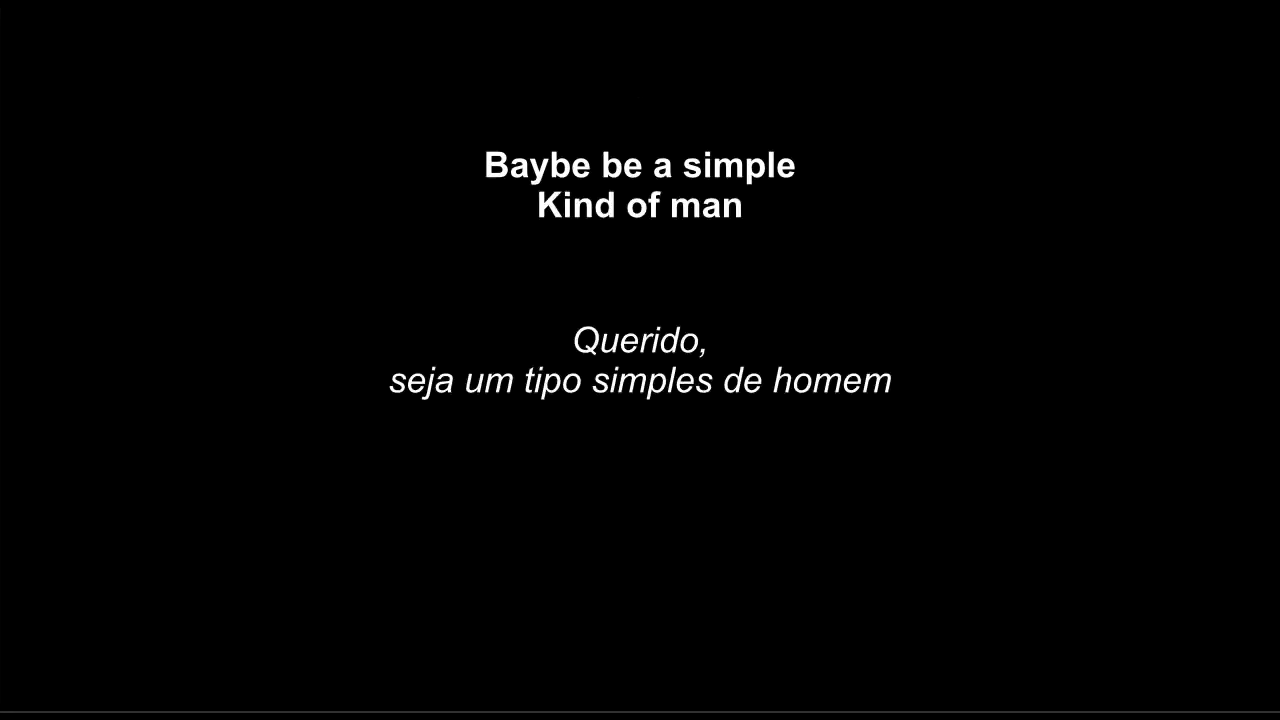 Baybe be a simple
Kind of man
Querido,
seja um tipo simples de homem